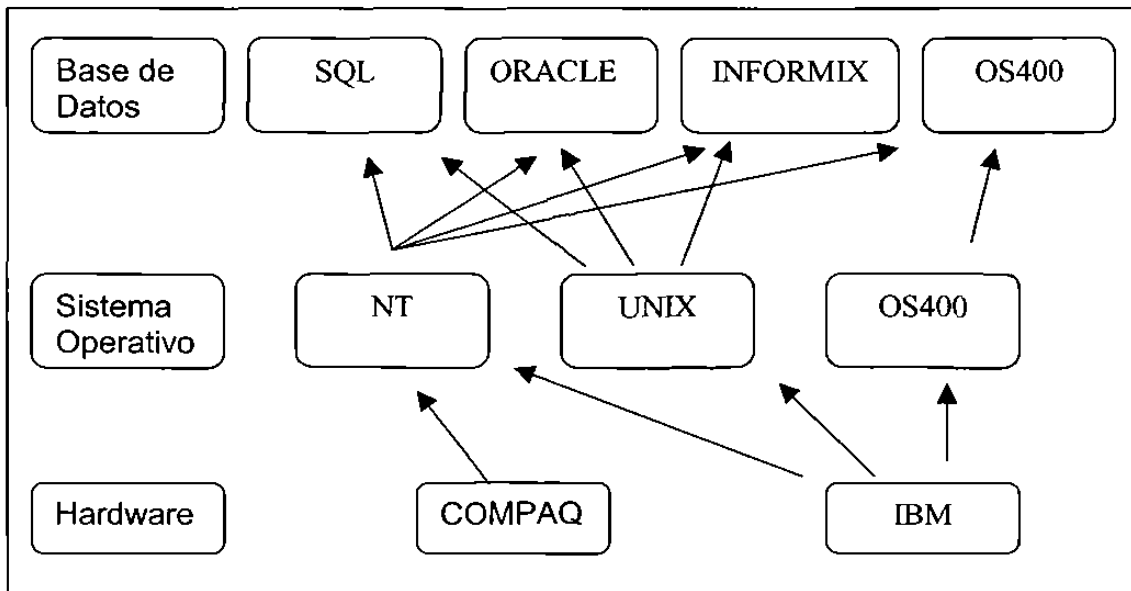 Base de
Datos
SQL
ORACLE
INFORMIX
OS400
Sistema
Operativo
NT
UNIX
OS400
Hardware
COMPAQ
IBM